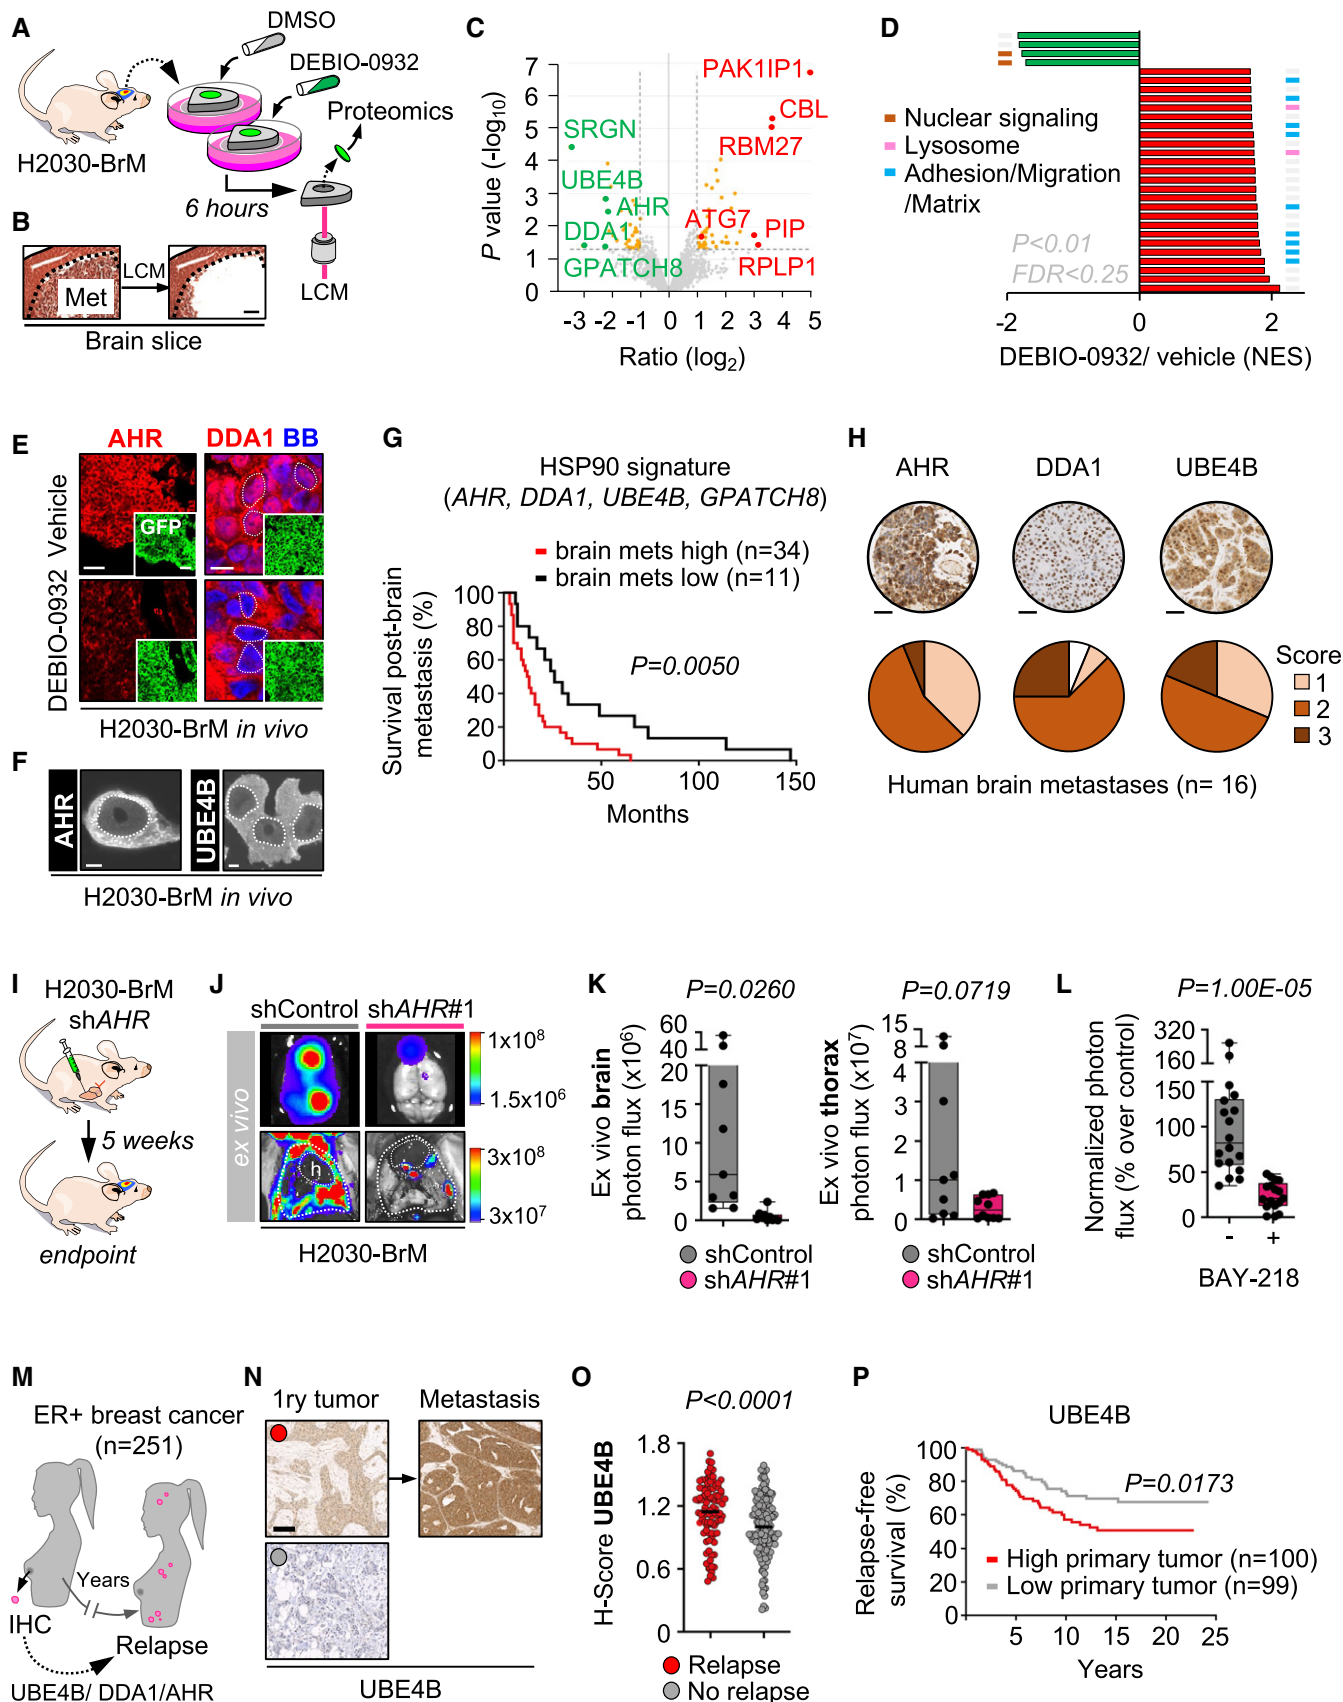 A
DMSO
DEBIO-0932
Proteomics
H2030-BrM
6 hours
LCM
B
Met
LCM
Brain slice
C
P value (-log10)
7
6
5
4
3
2
1
0
PAK1IP1
CBL
RBM27
SRGN
UBE4B
AHR
DDA1
GPATCH8
ATG7
PIP
RPLP1
-3 -2 -1 0 1 2 3 4 5
Ratio (log2)
D
Nuclear signaling
Lysosome
Adhesion/Migration
/Matrix
P<0.01
FDR<0.25
-2 0 2
DEBIO-0932/ vehicle (NES)
E
AHR DDA1 BB
Vehicle
DEBIO-0932
GFP
H2030-BrM in vivo
F
AHR
UBE4B
H2030-BrM in vivo
G
HSP90 signature
(AHR, DDA1, UBE4B, GPATCH8)
brain mets high (n=34)
brain mets low (n=11)
Survival post-brain
metastasis (%)
100
80
60
40
20
0
P=0.0050
50 100 150
Months
H
AHR DDA1 UBE4B
Score
1
2
3
Human brain metastases (n= 16)
I
H2030-BrM
shAHR
5 weeks
endpoint
J
shControl shAHR#1
ex vivo
1x10⁸
1.5x10⁶
h
3x10⁸
3x10⁷
H2030-BrM
K
P=0.0260
Ex vivo brain
photon flux (x10⁶)
60
40
20
15
10
5
0
shControl
shAHR#1
P=0.0719
Ex vivo thorax
photon flux (x10⁷)
15
8
4
3
2
1
0
shControl
shAHR#1
L
P=1.00E-05
Normalized photon
flux (% over control)
320
160
150
100
50
0
- +
BAY-218
M
ER+ breast cancer
(n=251)
Years
IHC
Relapse
UBE4B/ DDA1/AHR
N
1ry tumor Metastasis
UBE4B
O
P<0.0001
H-Score UBE4B
1.8
1.2
0.6
0
Relapse
No relapse
P
UBE4B
Relapse-free
survival (%)
100
80
60
40
20
0
P=0.0173
High primary tumor (n=100)
Low primary tumor (n=99)
5 10 15 20 25
Years